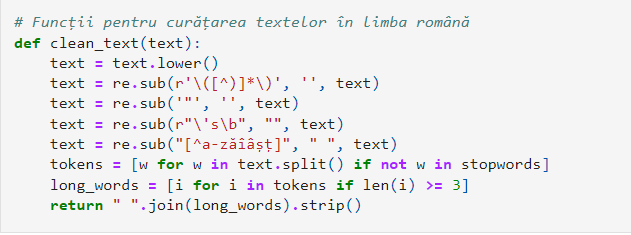 # Funcții pentru curățarea textelor în limba română
def clean_text(text):
    text = text.lower()
    text = re.sub(r'\([^)]*\)', '', text)
    text = re.sub('"', '', text)
    text = re.sub(r"\'s\b", "", text)
    text = re.sub("[^a-zăîâșț]", " ", text)
    tokens = [w for w in text.split() if not w in stopwords]
    long_words = [i for i in tokens if len(i) >= 3]
    return " ".join(long_words).strip()